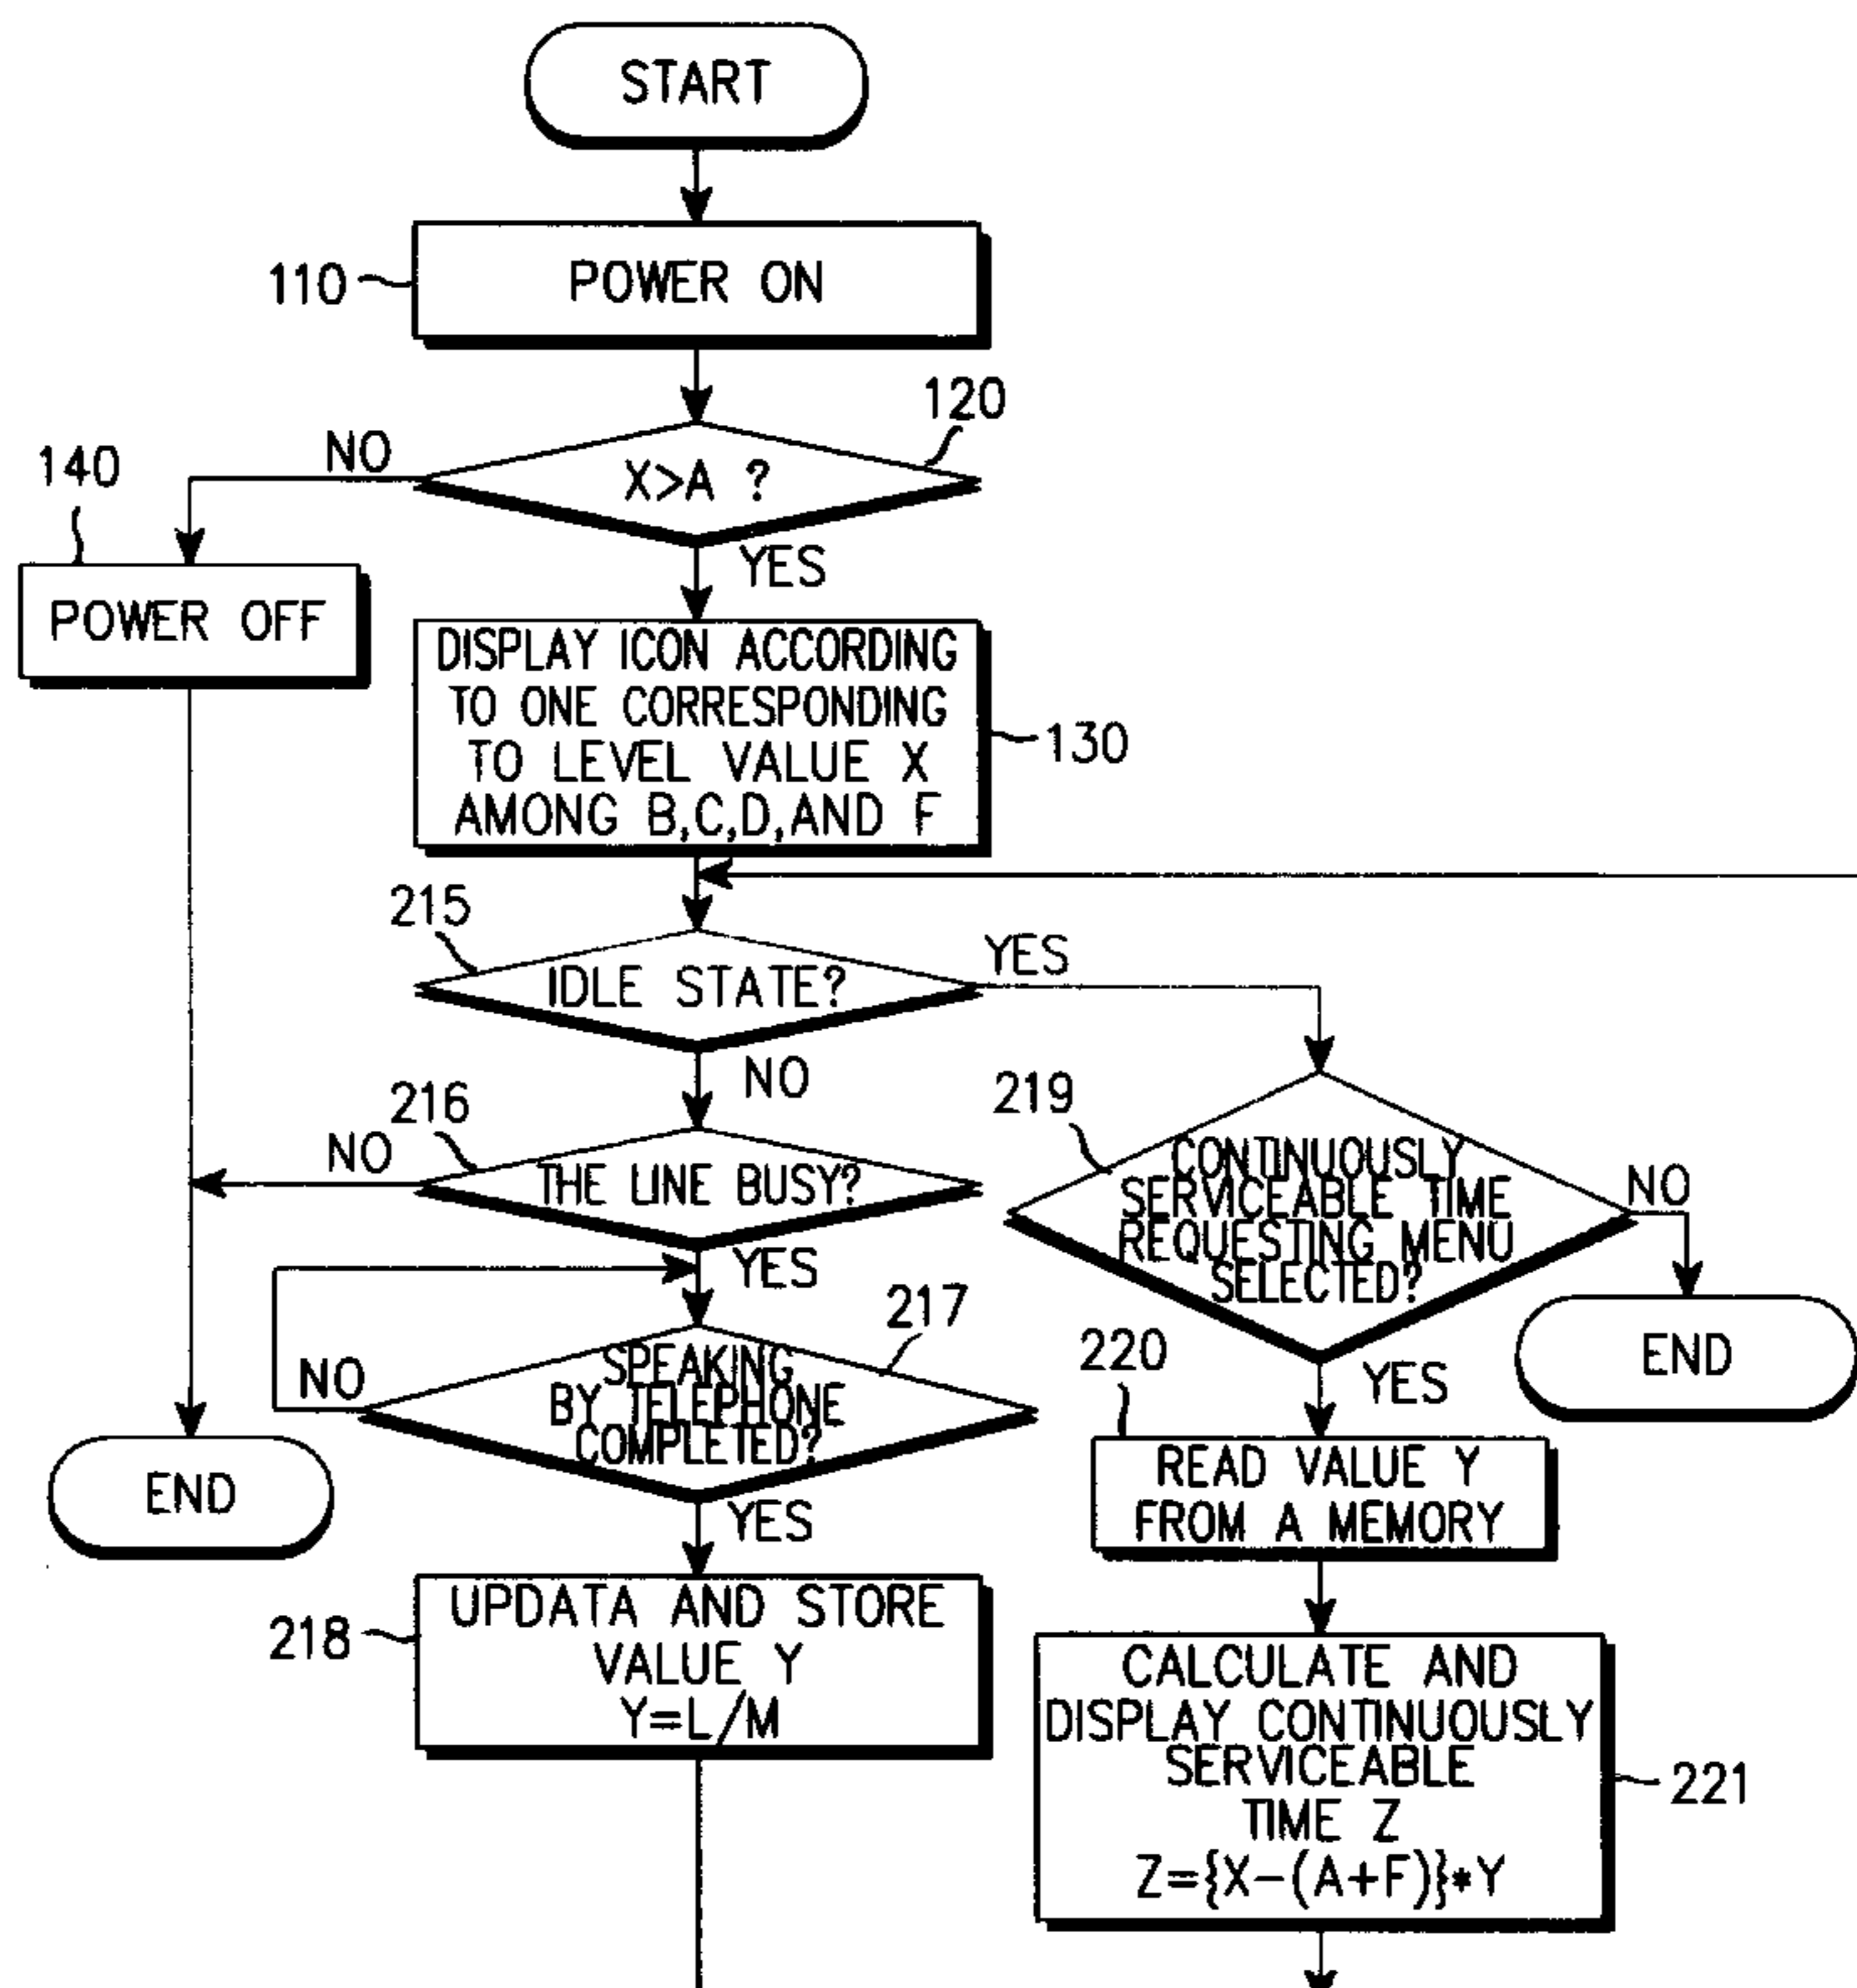 START
110
POWER ON
120
X>A ?
NO
YES
140
POWER OFF
DISPLAY ICON ACCORDING
TO ONE CORRESPONDING
TO LEVEL VALUE X
AMONG B,C,D,AND F
130
215
IDLE STATE?
YES
NO
216
THE LINE BUSY?
NO
YES
219
CONTINUOUSLY
SERVICEABLE TIME
REQUESTING MENU
SELECTED?
NO
YES
END
217
SPEAKING
BY TELEPHONE
COMPLETED?
NO
YES
END
220
READ VALUE Y
FROM A MEMORY
218
UPDATA AND STORE
VALUE Y
Y=L/M
CALCULATE AND
DISPLAY CONTINUOUSLY
SERVICEABLE
TIME Z
Z={X-(A+F)}*Y
221